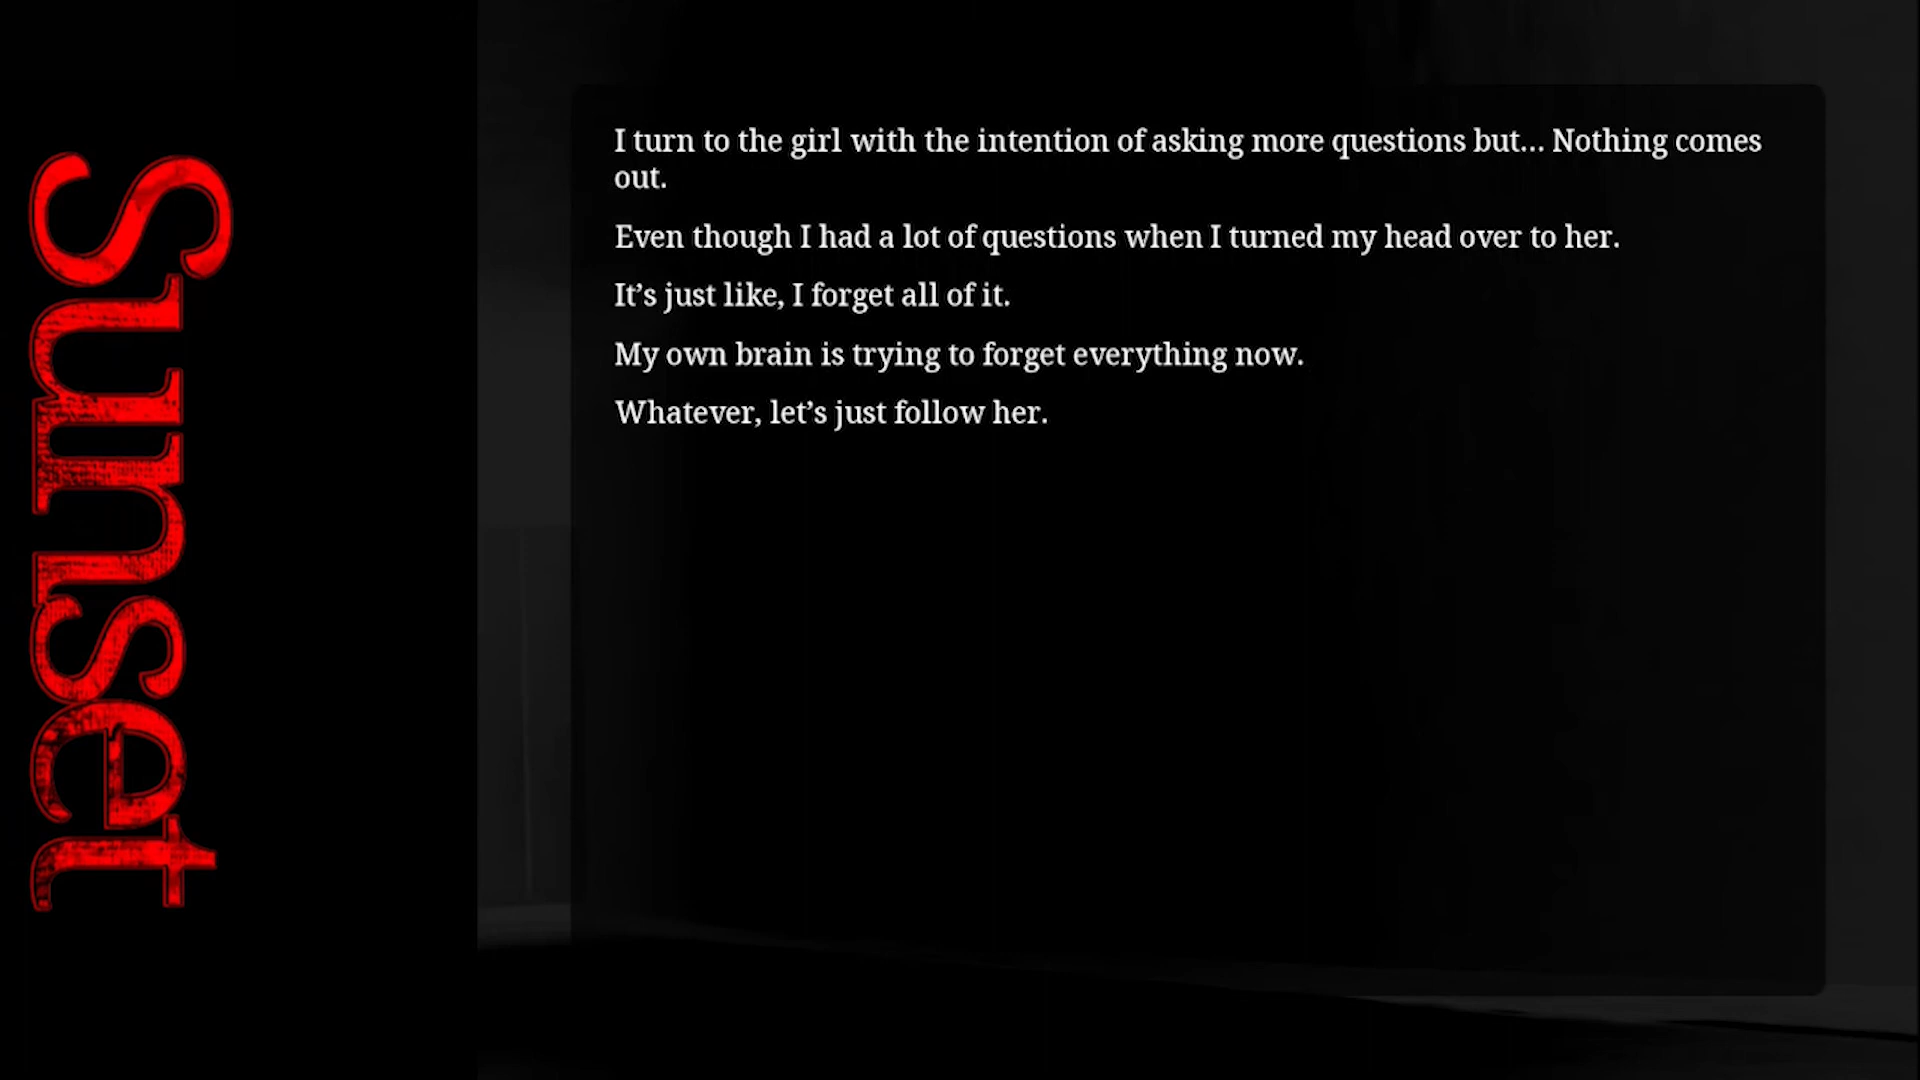 Sunset
I turn to the girl with the intention of asking more questions but... Nothing comes
out.
Even though I had a lot of questions when I turned my head over to her.
It’s just like, I forget all of it.
My own brain is trying to forget everything now.
Whatever, let’s just follow her.